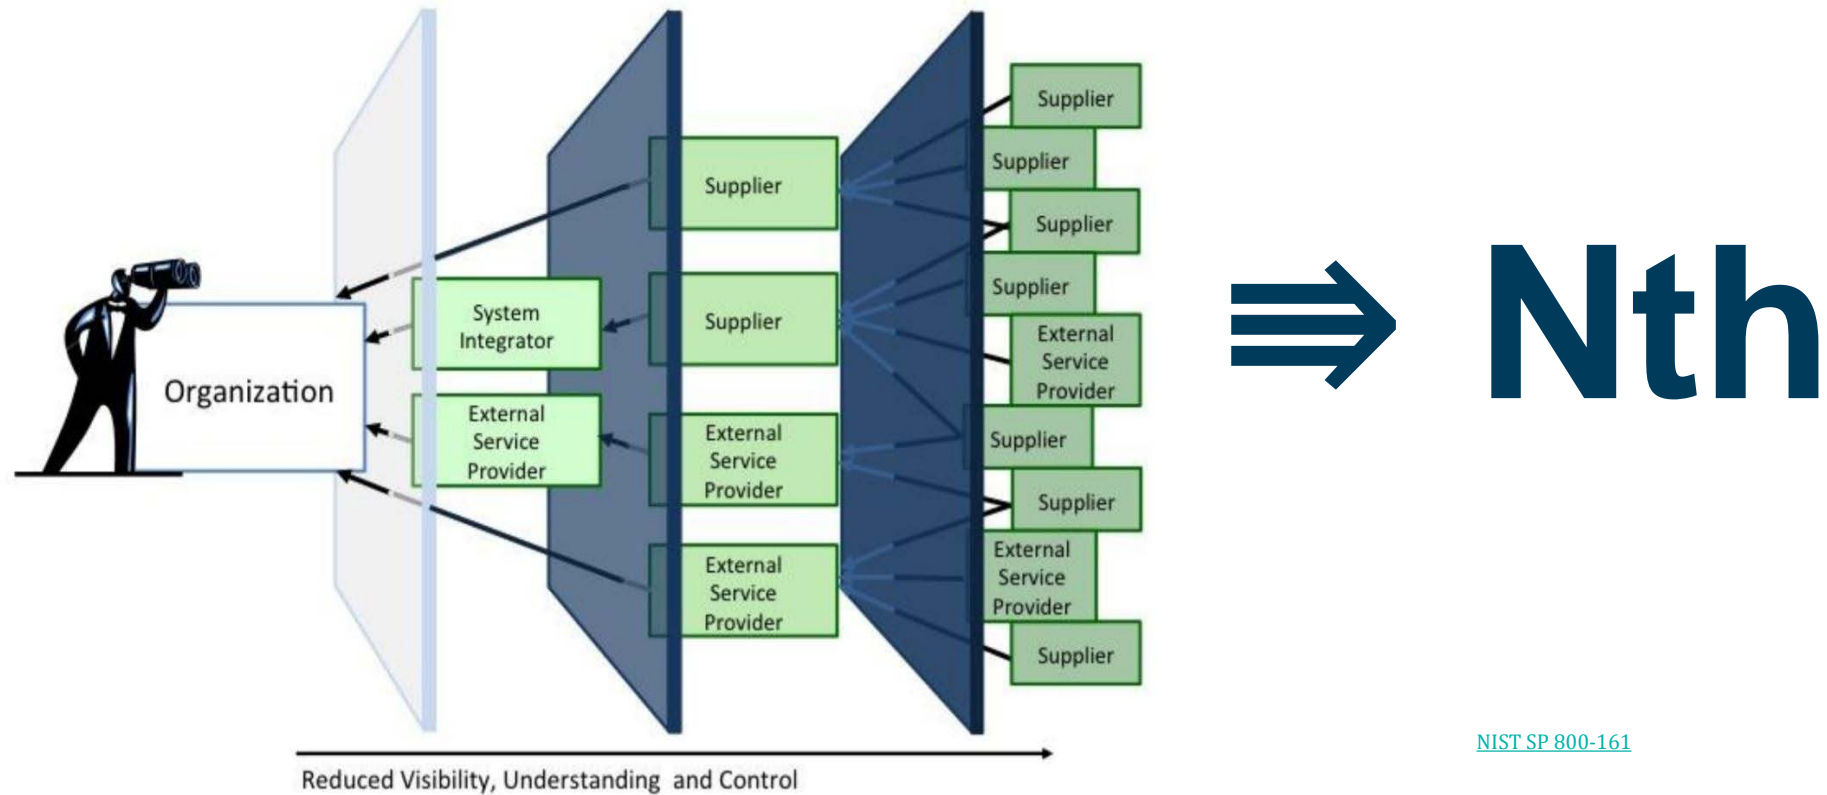 Organization
System
Integrator
External
Service
Provider
Supplier
Supplier
External
Service
Provider
External
Service
Provider
Supplier
Supplier
Supplier
Supplier
External
Service
Provider
Supplier
Supplier
External
Service
Provider
Supplier
Nth
Reduced Visibility, Understanding and Control
NIST SP 800-161